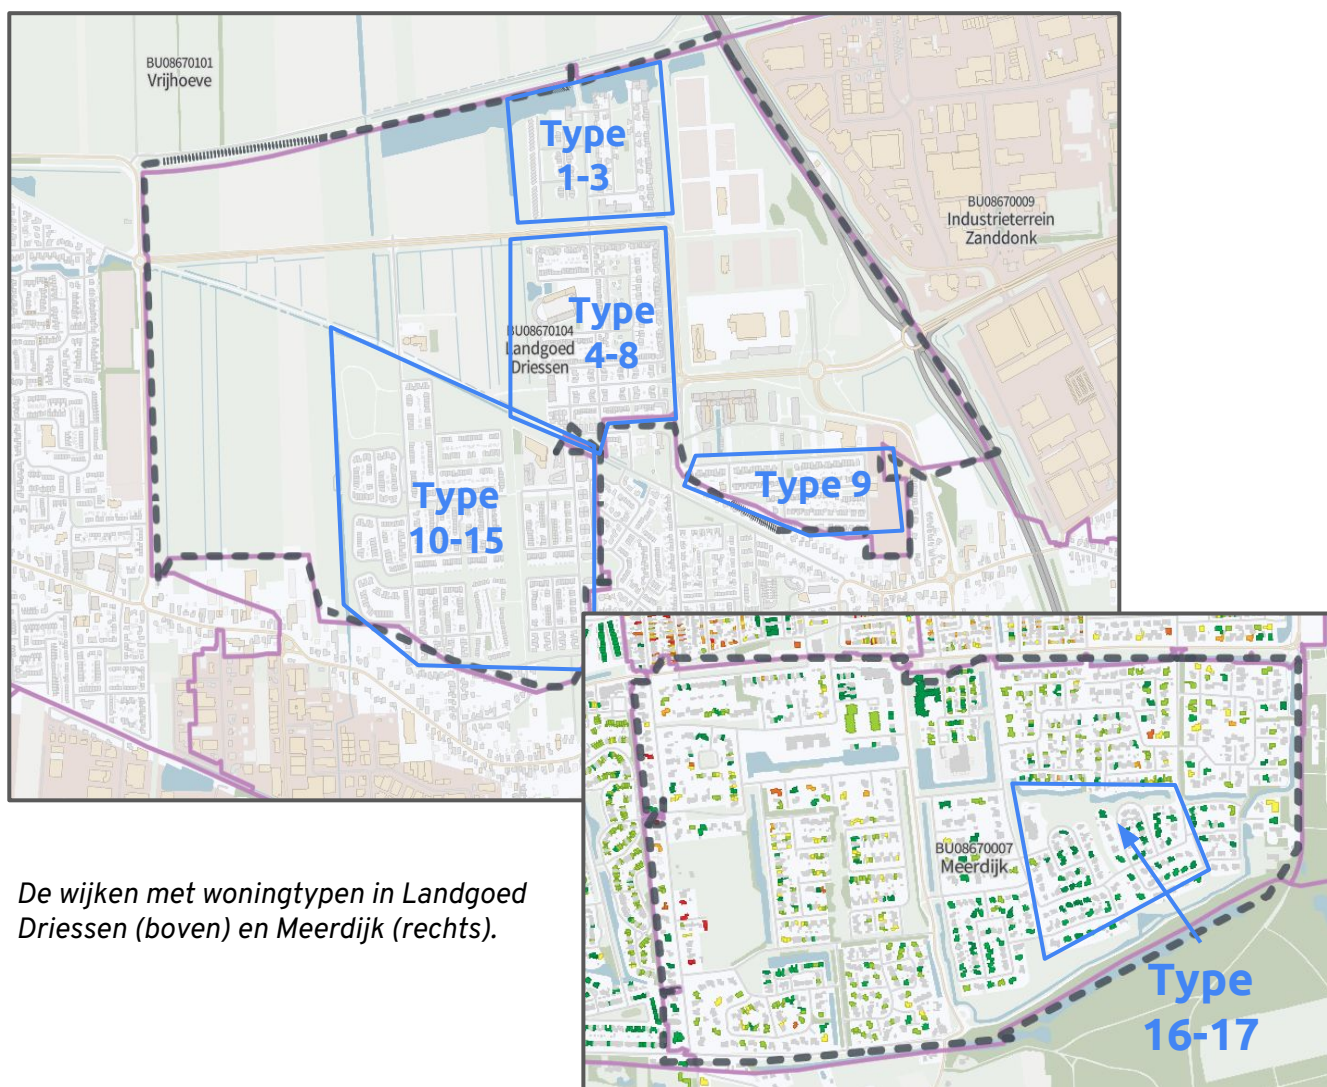 BU08670101
Vrijhoeve
Type
1-3
BU08670009
Industrieterrein
Zanddonk
Type
4-8
BU08670104
Landgoed
Driessen
Type
10-15
Type 9
BU08670007
Meerdijk
De wijken met woningtypen in Landgoed
Driessen (boven) en Meerdijk (rechts).
Type
16-17